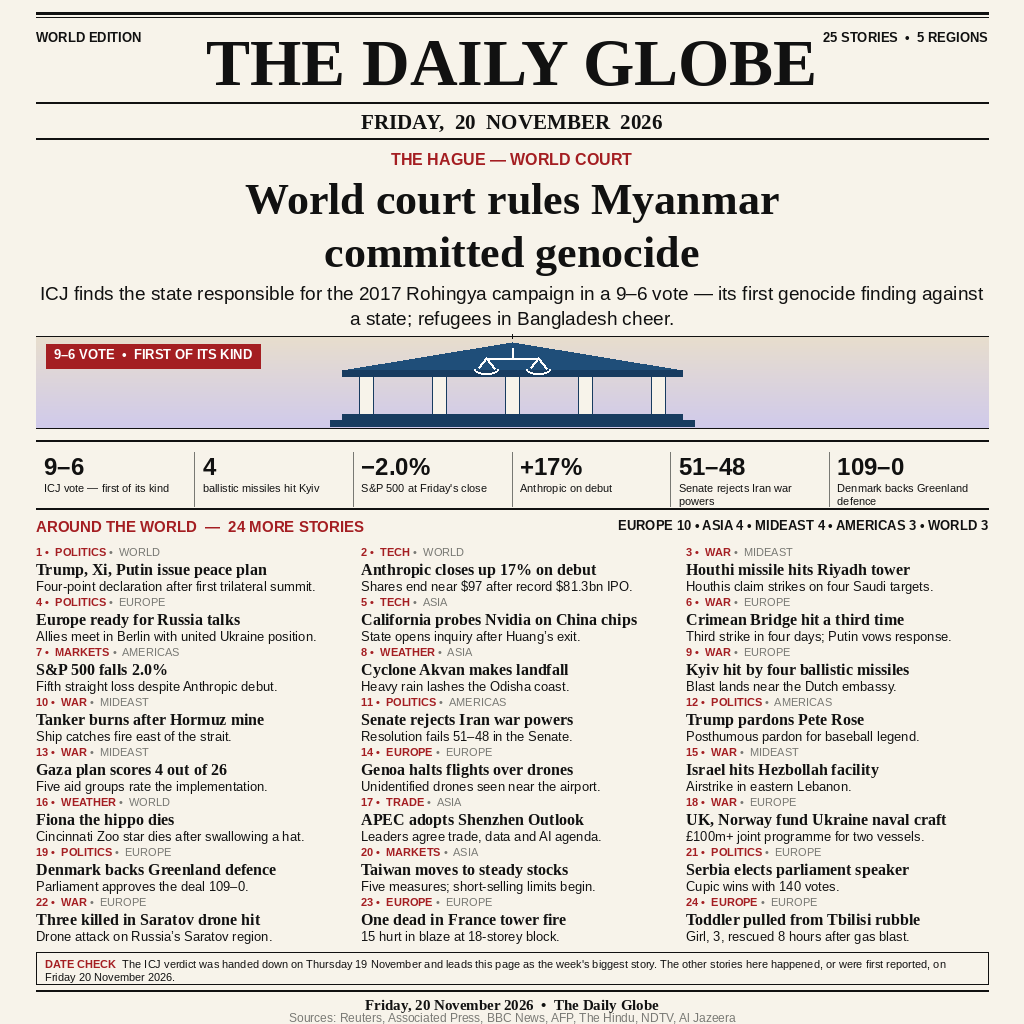 WORLD EDITION
THE DAILY GLOBE
25 STORIES • 5 REGIONS
FRIDAY, 20 NOVEMBER 2026
THE HAGUE — WORLD COURT
World court rules Myanmar
committed genocide
ICJ finds the state responsible for the 2017 Rohingya campaign in a 9–6 vote — its first genocide finding against
a state; refugees in Bangladesh cheer.
9–6 VOTE • FIRST OF ITS KIND
9–6
ICJ vote — first of its kind
4
ballistic missiles hit Kyiv
−2.0%
S&P 500 at Friday's close
+17%
Anthropic on debut
51–48
Senate rejects Iran war
powers
109–0
Denmark backs Greenland
defence
AROUND THE WORLD — 24 MORE STORIES
EUROPE 10 • ASIA 4 • MIDEAST 4 • AMERICAS 3 • WORLD 3
1 • POLITICS • WORLD
Trump, Xi, Putin issue peace plan
Four-point declaration after first trilateral summit.
2 • TECH • WORLD
Anthropic closes up 17% on debut
Shares end near $97 after record $81.3bn IPO.
3 • WAR • MIDEAST
Houthi missile hits Riyadh tower
Houthis claim strikes on four Saudi targets.
4 • POLITICS • EUROPE
Europe ready for Russia talks
Allies meet in Berlin with united Ukraine position.
5 • TECH • ASIA
California probes Nvidia on China chips
State opens inquiry after Huang's exit.
6 • WAR • EUROPE
Crimean Bridge hit a third time
Third strike in four days; Putin vows response.
7 • MARKETS • AMERICAS
S&P 500 falls 2.0%
Fifth straight loss despite Anthropic debut.
8 • WEATHER • ASIA
Cyclone Akvan makes landfall
Heavy rain lashes the Odisha coast.
9 • WAR • EUROPE
Kyiv hit by four ballistic missiles
Blast lands near the Dutch embassy.
10 • WAR • MIDEAST
Tanker burns after Hormuz mine
Ship catches fire east of the strait.
11 • POLITICS • AMERICAS
Senate rejects Iran war powers
Resolution fails 51–48 in the Senate.
12 • POLITICS • AMERICAS
Trump pardons Pete Rose
Posthumous pardon for baseball legend.
13 • WAR • MIDEAST
Gaza plan scores 4 out of 26
Five aid groups rate the implementation.
14 • EUROPE • EUROPE
Genoa halts flights over drones
Unidentified drones seen near the airport.
15 • WAR • MIDEAST
Israel hits Hezbollah facility
Airstrike in eastern Lebanon.
16 • WEATHER • WORLD
Fiona the hippo dies
Cincinnati Zoo star dies after swallowing a hat.
17 • TRADE • ASIA
APEC adopts Shenzhen Outlook
Leaders agree trade, data and AI agenda.
18 • WAR • EUROPE
UK, Norway fund Ukraine naval craft
£100m+ joint programme for two vessels.
19 • POLITICS • EUROPE
Denmark backs Greenland defence
Parliament approves the deal 109–0.
20 • MARKETS • ASIA
Taiwan moves to steady stocks
Five measures; short-selling limits begin.
21 • POLITICS • EUROPE
Serbia elects parliament speaker
Cupic wins with 140 votes.
22 • WAR • EUROPE
Three killed in Saratov drone hit
Drone attack on Russia's Saratov region.
23 • EUROPE • EUROPE
One dead in France tower fire
15 hurt in blaze at 18-storey block.
24 • EUROPE • EUROPE
Toddler pulled from Tbilisi rubble
Girl, 3, rescued 8 hours after gas blast.
DATE CHECK The ICJ verdict was handed down on Thursday 19 November and leads this page as the week's biggest story. The other stories here happened, or were first reported, on
Friday 20 November 2026.
Friday, 20 November 2026 • The Daily Globe
Sources: Reuters, Associated Press, BBC News, AFP, The Hindu, NDTV, Al Jazeera